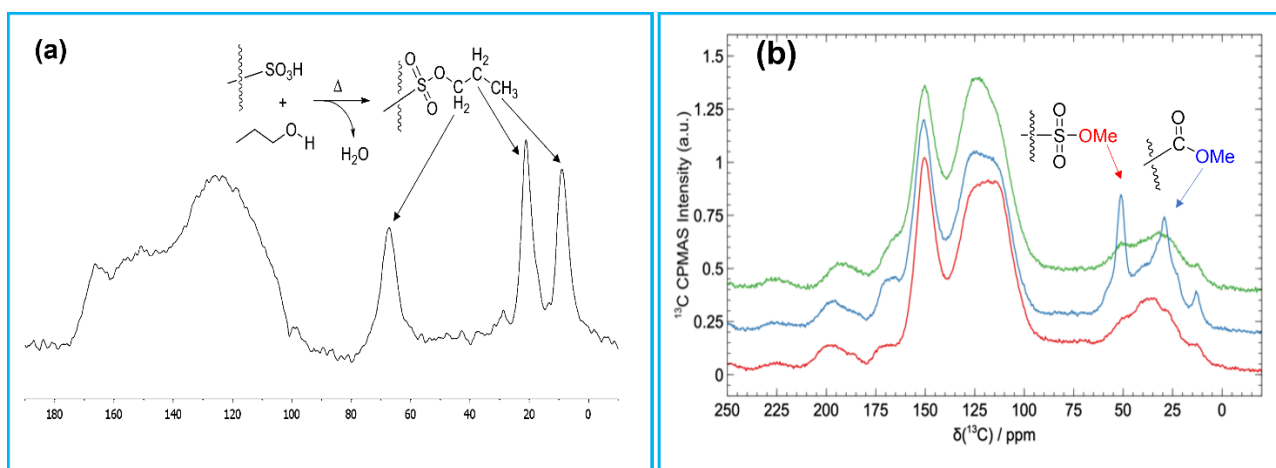 (a)
SO3H
+
OH
H2O
Δ
O
S
O
O
C
H2
C
H2
CH3
180 160 140 120 100 80 60 40 20 0
(b)
1.5
1.25
1
0.75
0.5
0.25
0
13C CPMAS Intensity (a.u.)
O
S
OMe
O
O
C
OMe
250 225 200 175 150 125 100 75 50 25 0
δ(13C) / ppm